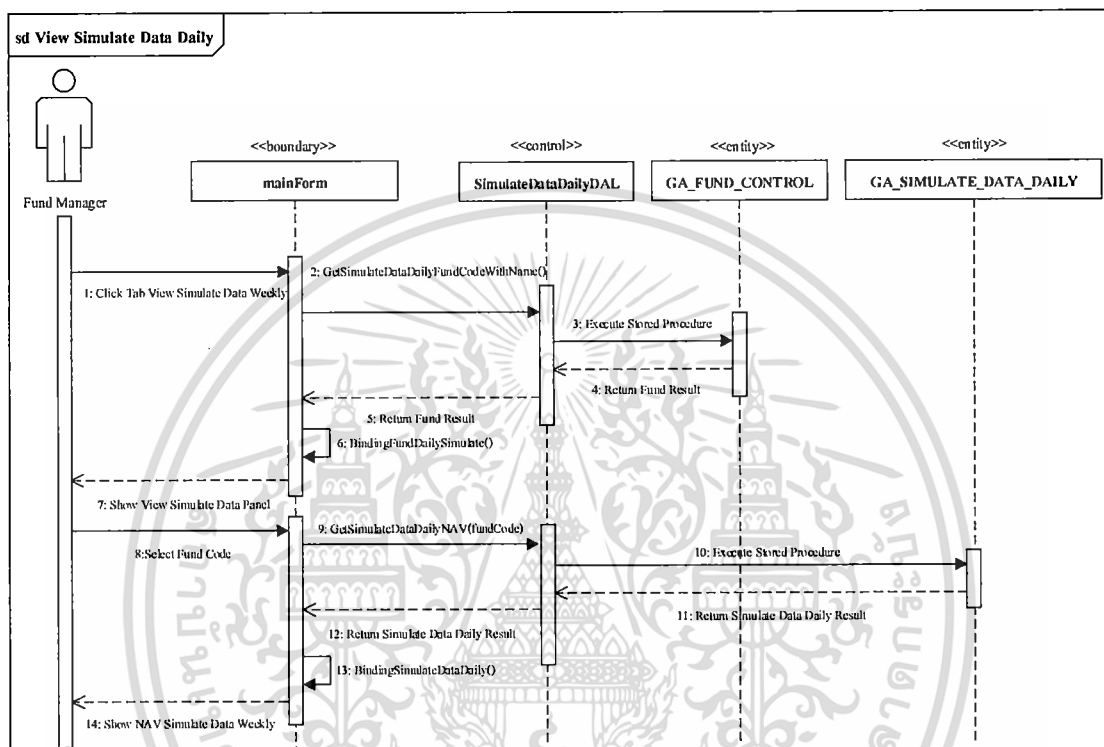 sd View Simulate Data Daily
Fund Manager
<<boundary>>
mainForm
<<control>>
SimulateDataDailyDAL
<<entity>>
GA_FUND_CONTROL
<<entity>>
GA_SIMULATE_DATA_DAILY
1: Click Tab View Simulate Data Weekly
2: GetSimulateDataDailyFundCodeWithName()
3: Execute Stored Procedure
4: Return Fund Result
5: Return Fund Result
6: BindingFundDailySimulate()
7: Show View Simulate Data Panel
8:Select Fund Code
9: GetSimulateDataDailyNAV(fundCode)
10: Execute Stored Procedure
11: Return Simulate Data Daily Result
12: Return Simulate Data Daily Result
13: BindingSimulateDataDaily()
14: Show NAV Simulate Data Weekly